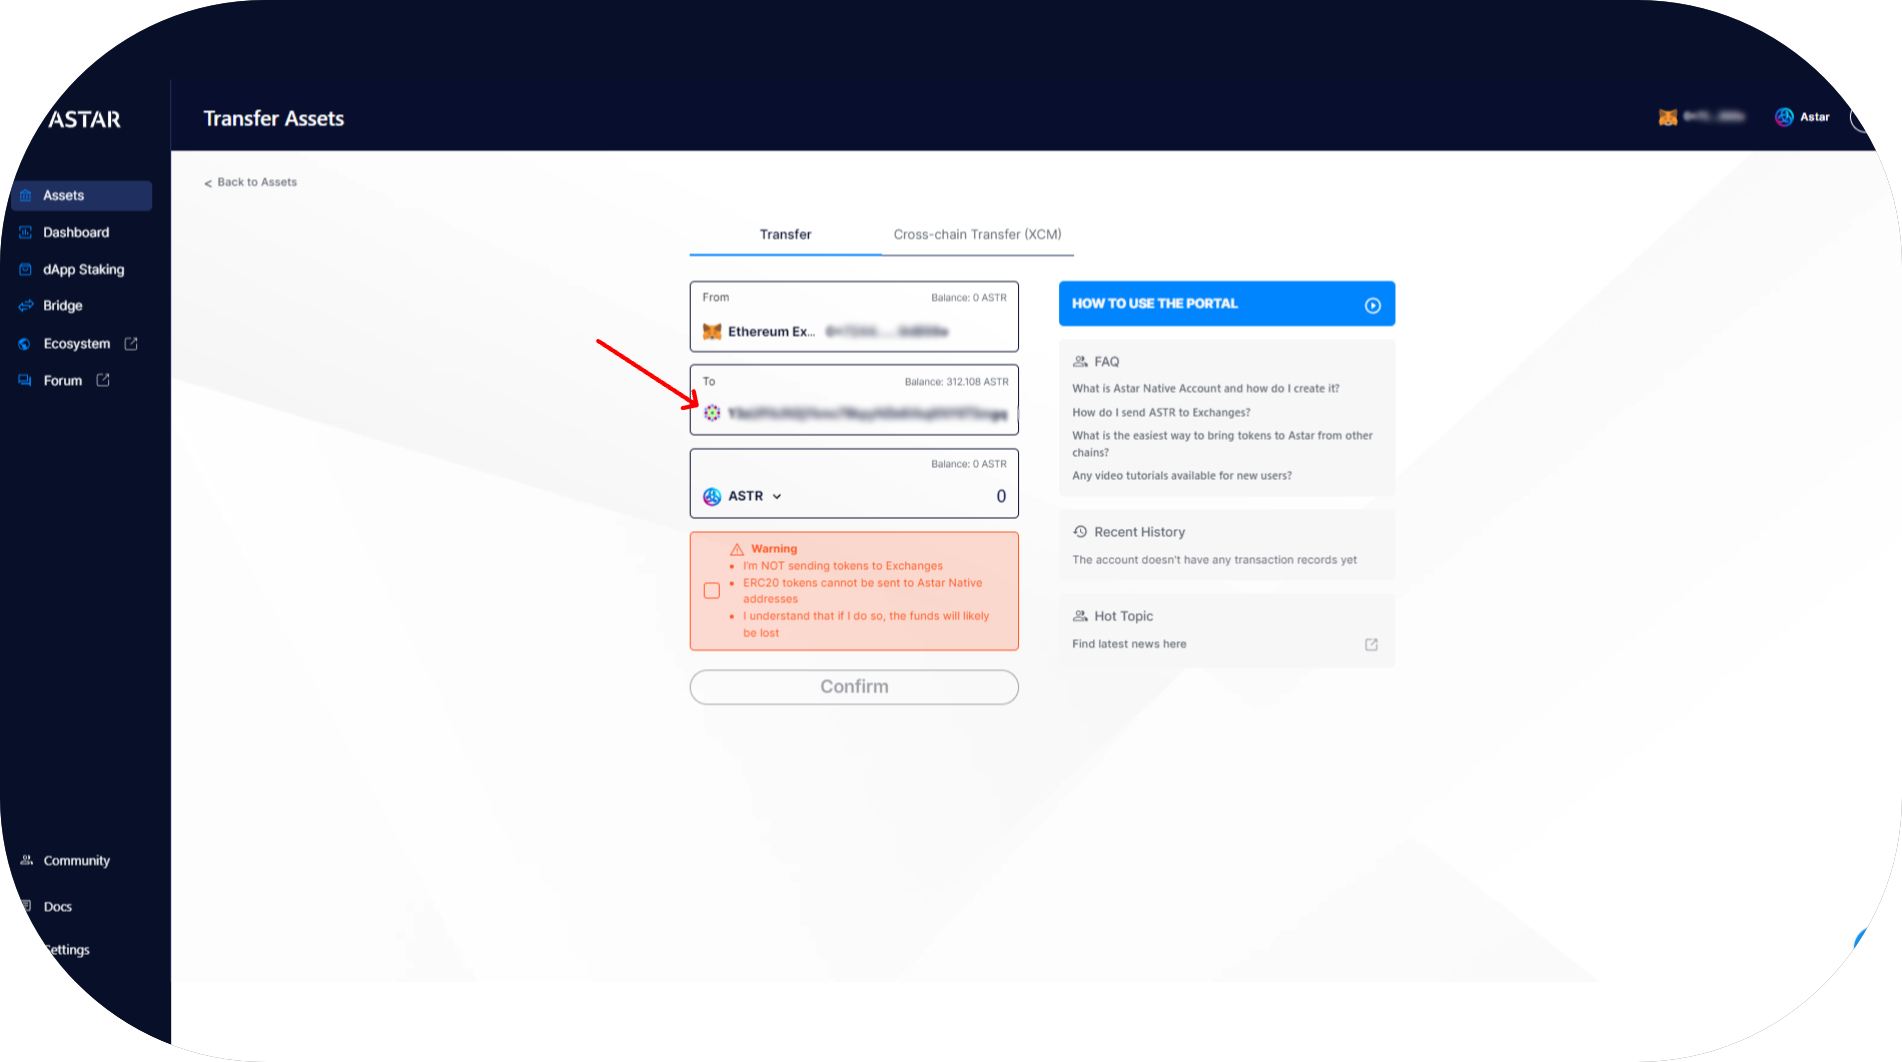 ASTAR
Transfer Assets
Astar
Assets
Dashboard
dApp Staking
Bridge
Ecosystem
Forum
Community
Docs
Settings
< Back to Assets
Transfer
Cross-chain Transfer (XCM)
From
Balance: 0 ASTR
Ethereum Ex...
To
Balance: 312.108 ASTR
Balance: 0 ASTR
ASTR
0
Warning
• I'm NOT sending tokens to Exchanges
• ERC20 tokens cannot be sent to Astar Native
addresses
• I understand that if I do so, the funds will likely
be lost
Confirm
HOW TO USE THE PORTAL
FAQ
What is Astar Native Account and how do I create it?
How do I send ASTR to Exchanges?
What is the easiest way to bring tokens to Astar from other
chains?
Any video tutorials available for new users?
Recent History
The account doesn't have any transaction records yet
Hot Topic
Find latest news here